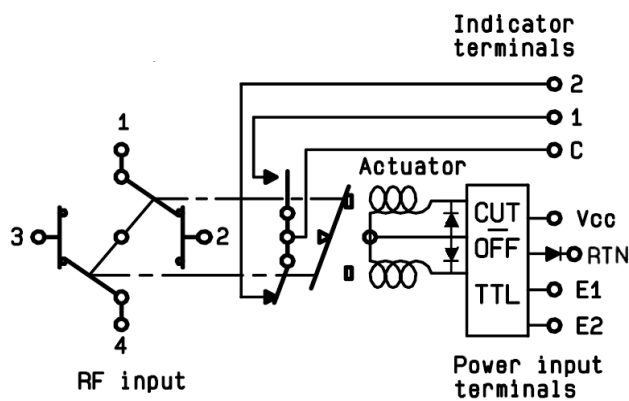 Indicator
terminals
2
1
C
Actuator
1
3
2
4
CUT
OFF
TTL
Vcc
RTN
E1
E2
RF input
Power input
terminals